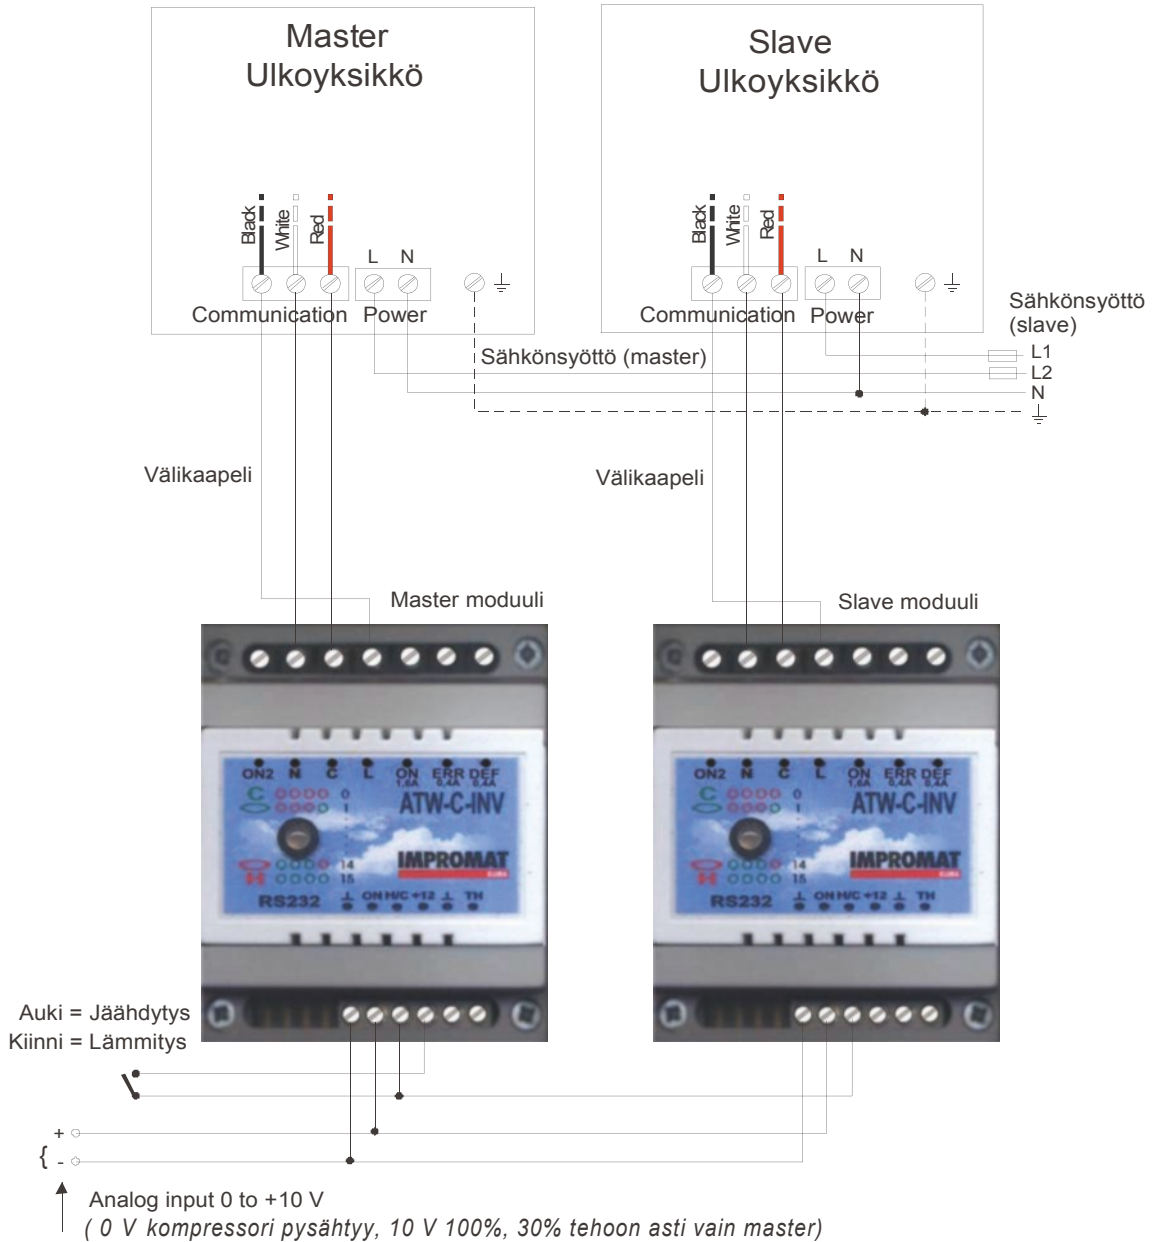 Master
Ulkoyksikkö
Slave
Ulkoyksikkö
Black
White
Red
L N
Communication Power
Black
White
Red
L N
Communication Power
Sähkönsyöttö
(slave)
L1
L2
N
Sähkönsyöttö (master)
Välikaapeli
Välikaapeli
Master moduuli
Slave moduuli
ON2 N C L ON ERR DEF
1,6A 0,4A 0,4A
C 0
1
ATW-C-INV
IMPROMAT
KLIMA
14
H 15
RS232 ⊥ ON H/C +12 ⊥ TH
ON2 N C L ON ERR DEF
1,6A 0,4A 0,4A
C 0
1
ATW-C-INV
IMPROMAT
KLIMA
14
H 15
RS232 ⊥ ON H/C +12 ⊥ TH
Auki = Jäähdytys
Kiinni = Lämmitys
+
{ -
Analog input 0 to +10 V
( 0 V kompressori pysähtyy, 10 V 100%, 30% tehoon asti vain master)